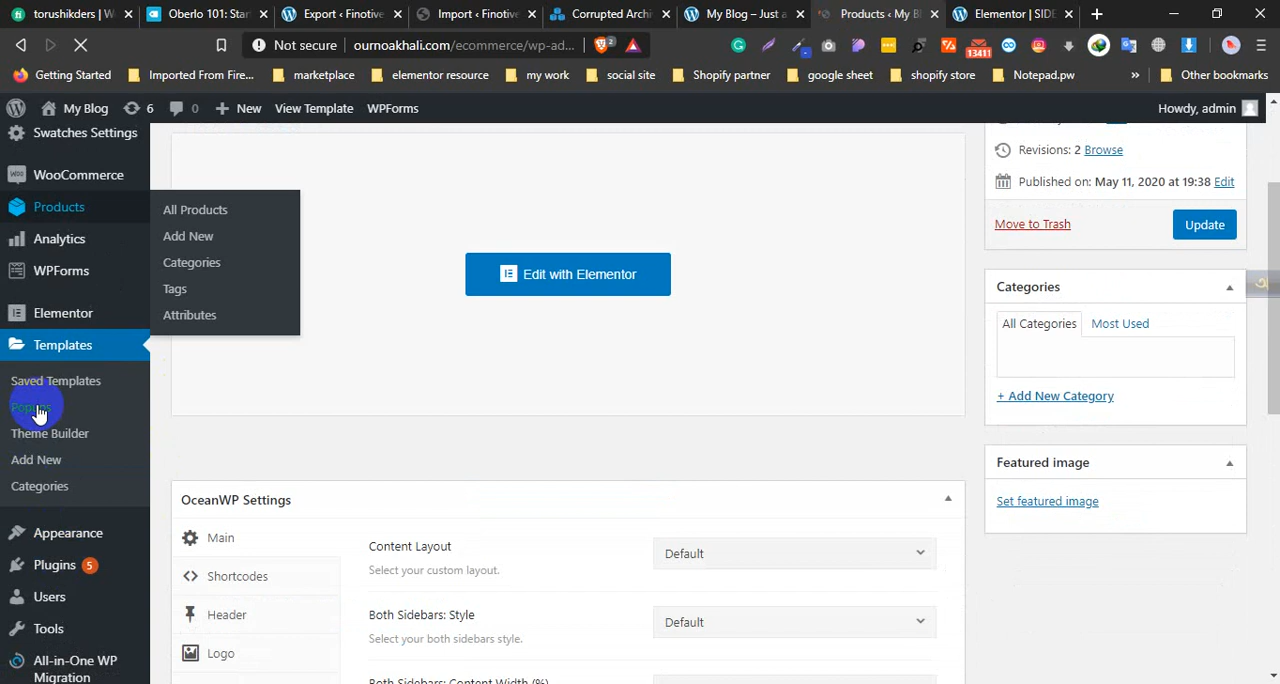 torushikders | W
Oberlo 101: Star
Export ‹ Finotive
Import ‹ Finotive
Corrupted Archi
My Blog – Just a
Products ‹ My B
Elementor | SIDE
Not secure
ournoakhali.com/ecommerce/wp-ad...
2
13411
Getting Started
Imported From Fire...
marketplace
elementor resource
my work
social site
Shopify partner
google sheet
shopify store
Notepad.pw
»
Other bookmarks
My Blog
6
0
New
View Template
WPForms
Howdy, admin
Swatches Settings
WooCommerce
Products
Analytics
WPForms
Elementor
Templates
Saved Templates
Popups
Theme Builder
Add New
Categories
Appearance
Plugins 5
Users
Tools
All-in-One WP
Migration
All Products
Add New
Categories
Tags
Attributes
Edit with Elementor
OceanWP Settings
Main
Shortcodes
Header
Logo
Content Layout
Select your custom layout.
Default
Both Sidebars: Style
Select your both sidebars style.
Default
Both Sidebars: Content Width (%)
Revisions: 2 Browse
Published on: May 11, 2020 at 19:38 Edit
Move to Trash
Update
Categories
All Categories
Most Used
+ Add New Category
Featured image
Set featured image